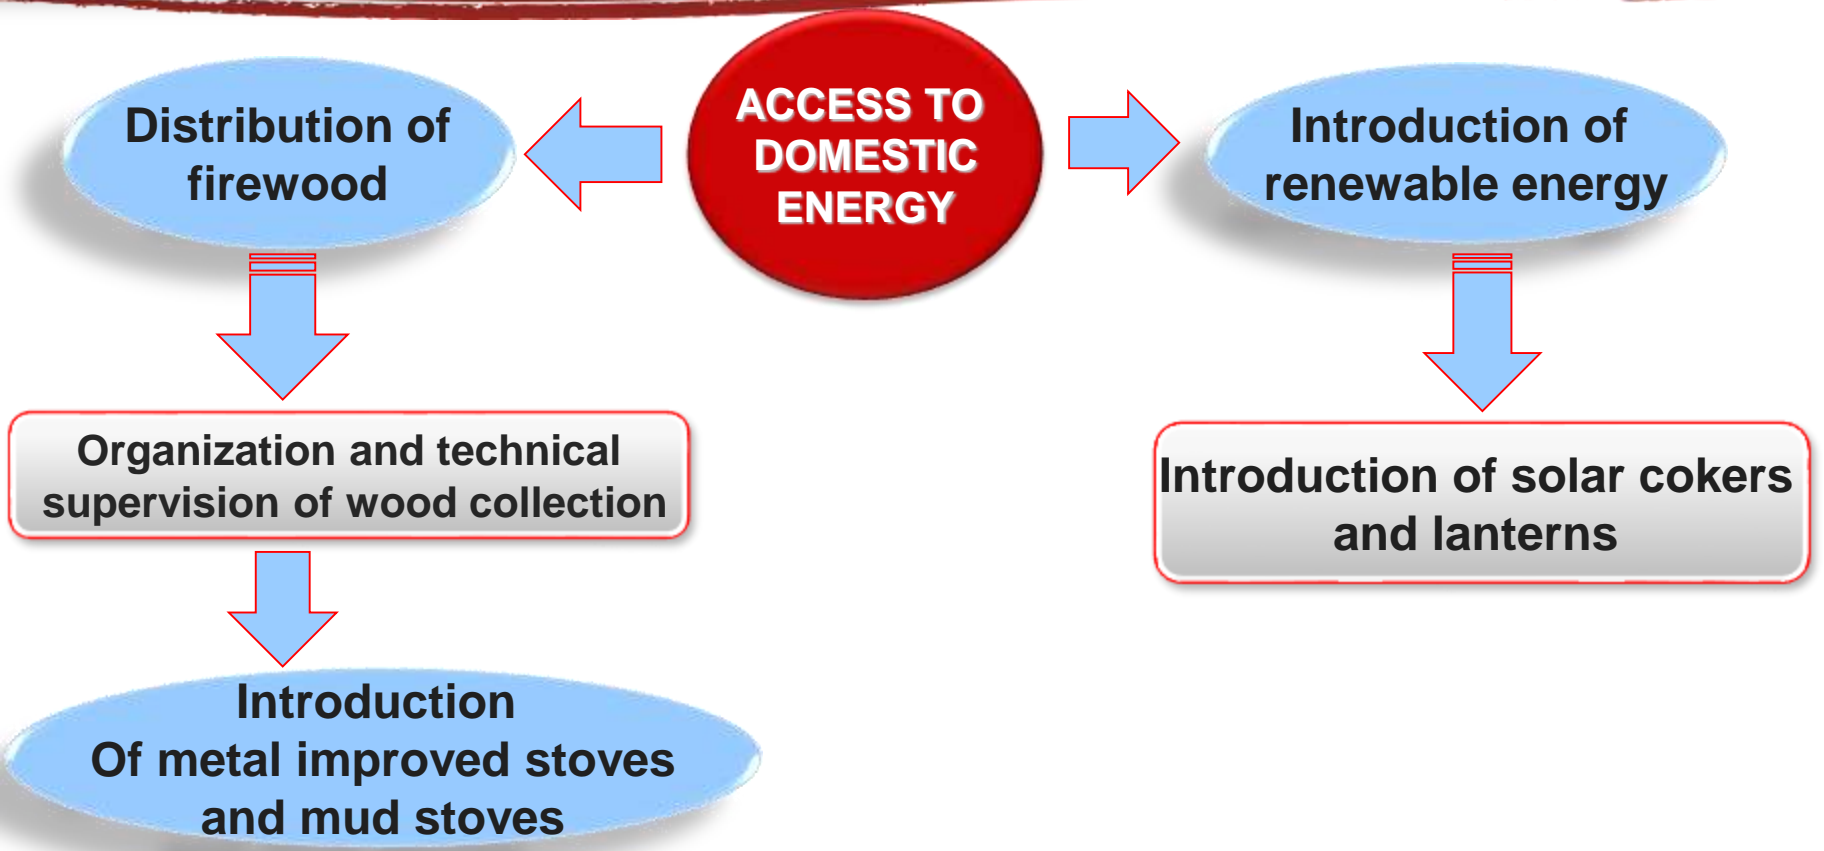 ACCESS TO
DOMESTIC
ENERGY
Distribution of
firewood
Introduction of
renewable energy
Organization and technical
supervision of wood collection
Introduction of solar cokers
and lanterns
Introduction
Of metal improved stoves
and mud stoves